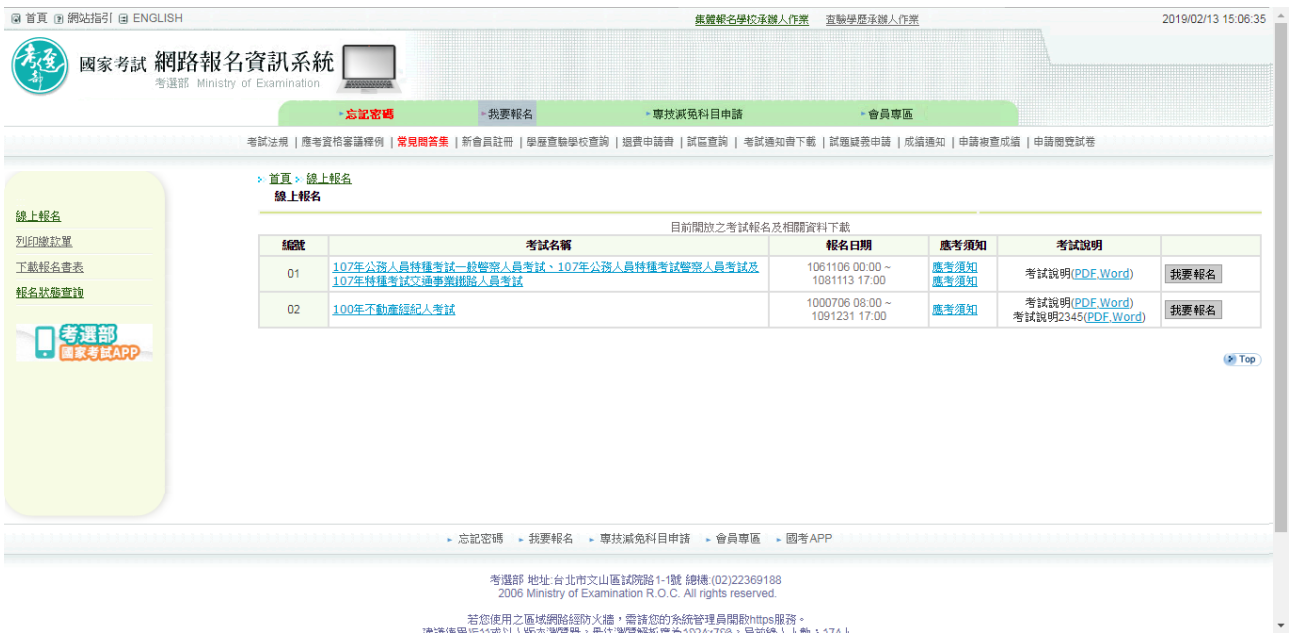 首頁 網站指引 ENGLISH 集體報名學校承辦人作業 查驗學歷承辦人作業 2019/02/13 15:06:35
考選部 國家考試 網路報名資訊系統
考選部 Ministry of Examination
忘記密碼 我要報名 專技減免科目申請 會員專區
考試法規 | 應考資格審議釋例 | 常見問答集 | 新會員註冊 | 學歷查驗學校查詢 | 退費申請書 | 試區查詢 | 考試通知書下載 | 試題疑義申請 | 成績通知 | 申請複查成績 | 申請閱覽試卷
線上報名
列印繳款單
下載報名書表
報名狀態查詢
考選部
國家考試APP
首頁 線上報名
線上報名
目前開放之考試報名及相關資料下載
編號 考試名稱 報名日期 應考須知 考試說明
01 107年公務人員特種考試一般警察人員考試、107年公務人員特種考試警察人員考試及 1061106 00:00 ~ 應考須知 考試說明(PDF,Word) 我要報名
107年特種考試交通事業鐵路人員考試 1081113 17:00 應考須知
02 100年不動產經紀人考試 1000706 08:00 ~ 應考須知 考試說明(PDF,Word) 我要報名
1091231 17:00 考試說明2345(PDF,Word)
Top
忘記密碼 我要報名 專技減免科目申請 會員專區 國考APP
考選部 地址:台北市文山區試院路1-1號 總機:(02)22369188
2006 Ministry of Examination R.O.C. All rights reserved.
若您使用之區域網路經防火牆，需請您的系統管理員開啟https服務。